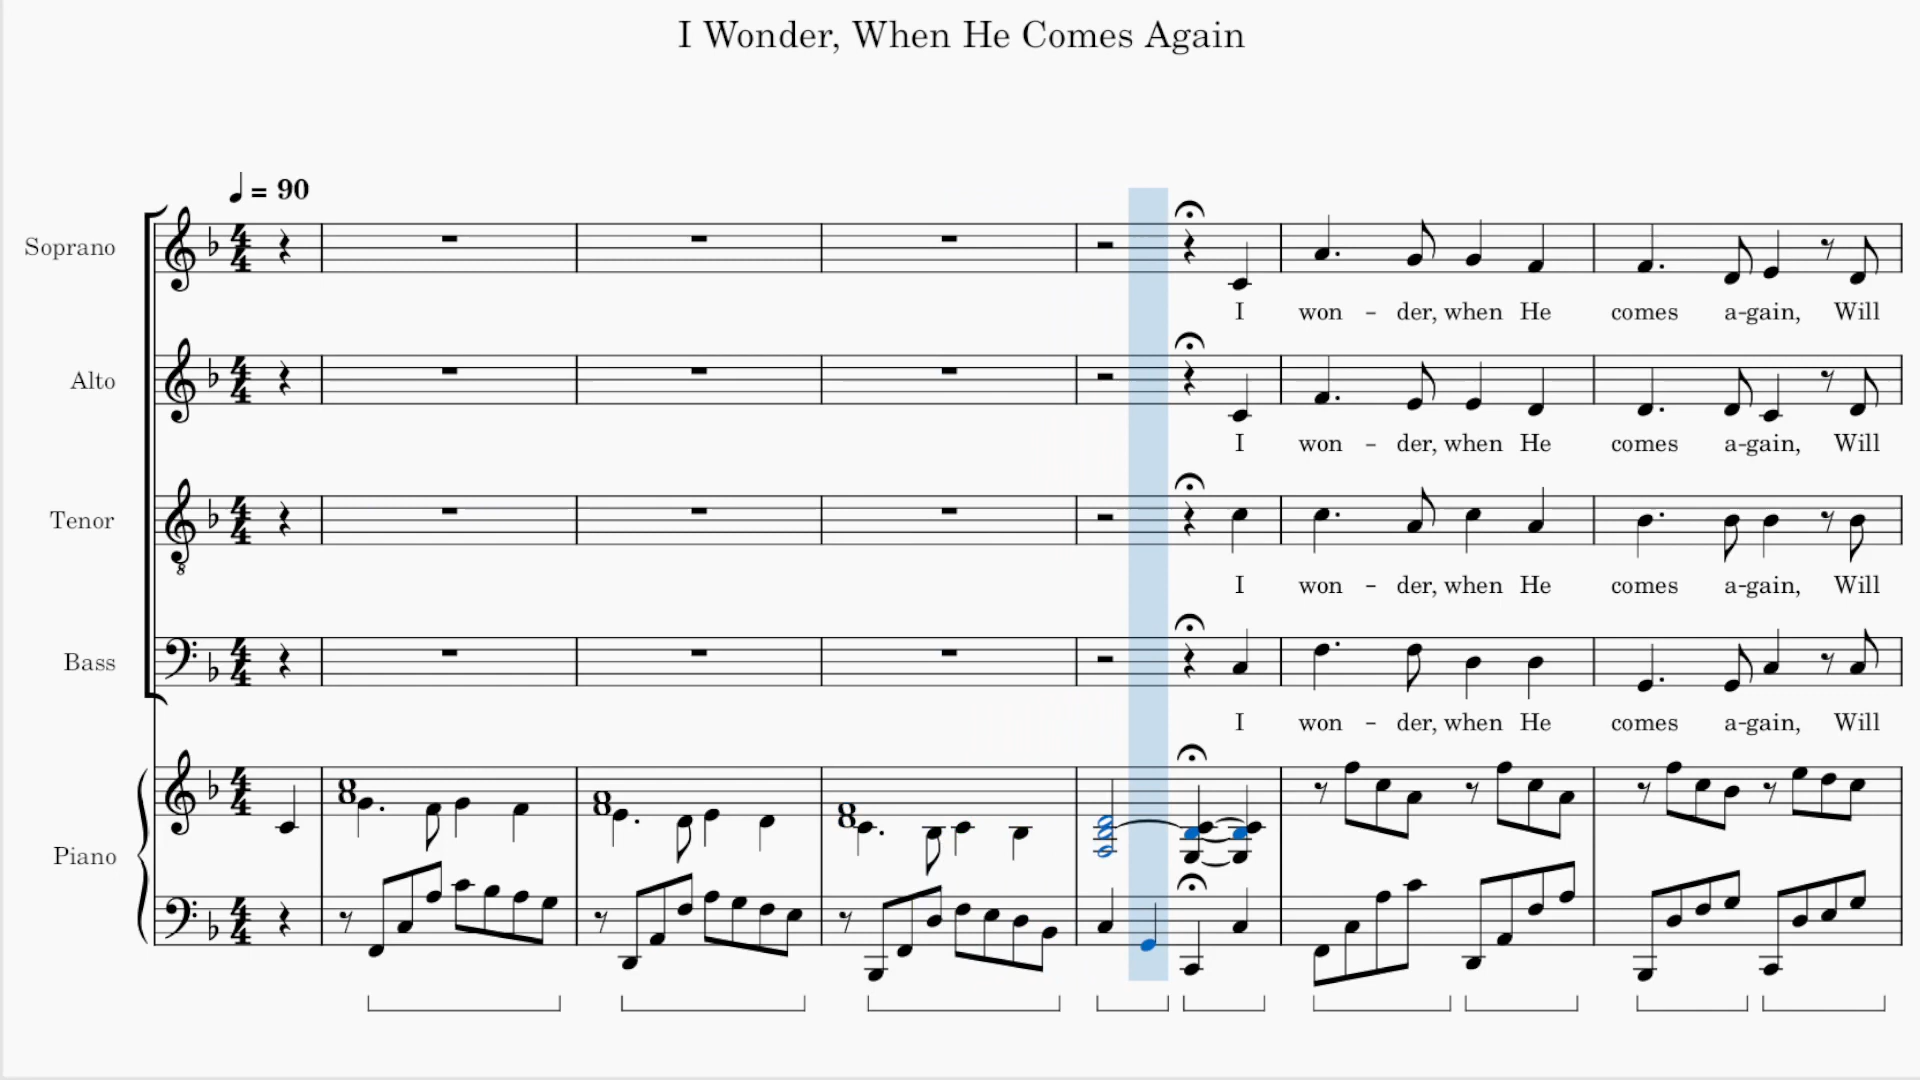 I Wonder, When He Comes Again
♩ = 90
Soprano
I won - der, when He comes a-gain, Will
Alto
I won - der, when He comes a-gain, Will
Tenor
8
I won - der, when He comes a-gain, Will
Bass
I won - der, when He comes a-gain, Will
Piano